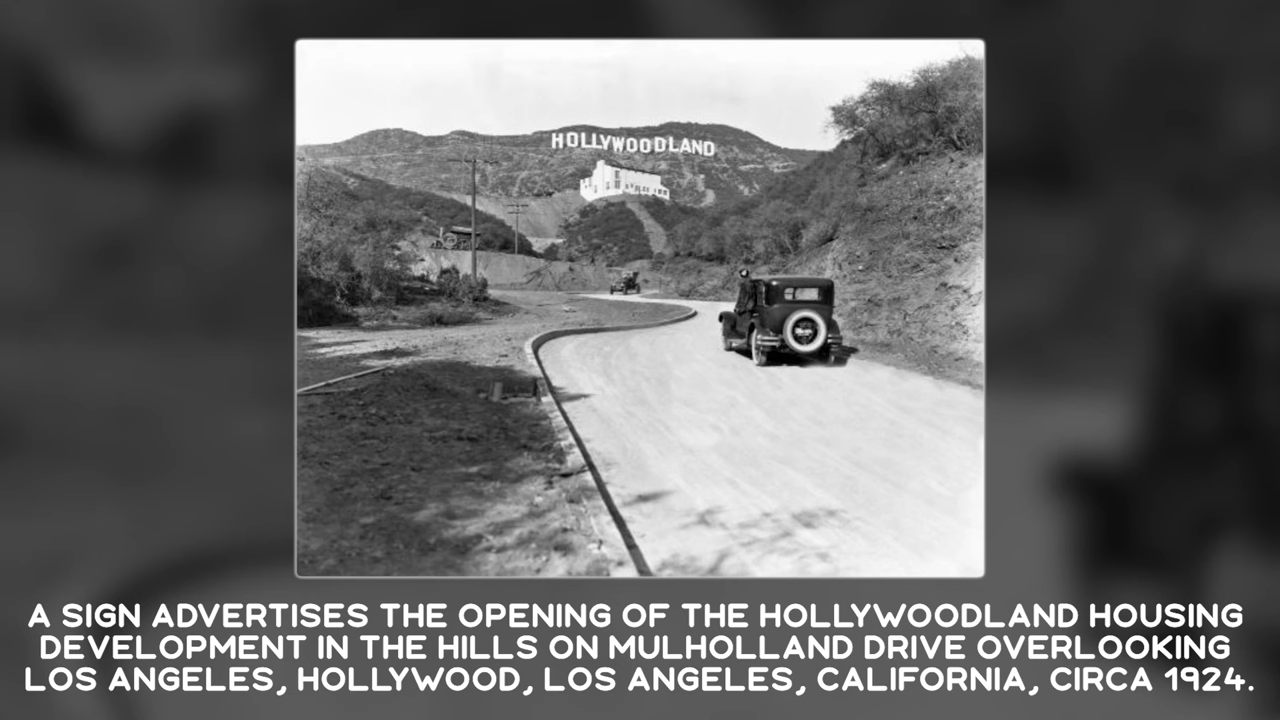 HOLLYWOODLAND
A SIGN ADVERTISES THE OPENING OF THE HOLLYWOODLAND HOUSING
DEVELOPMENT IN THE HILLS ON MULHOLLAND DRIVE OVERLOOKING
LOS ANGELES, HOLLYWOOD, LOS ANGELES, CALIFORNIA, CIRCA 1924.